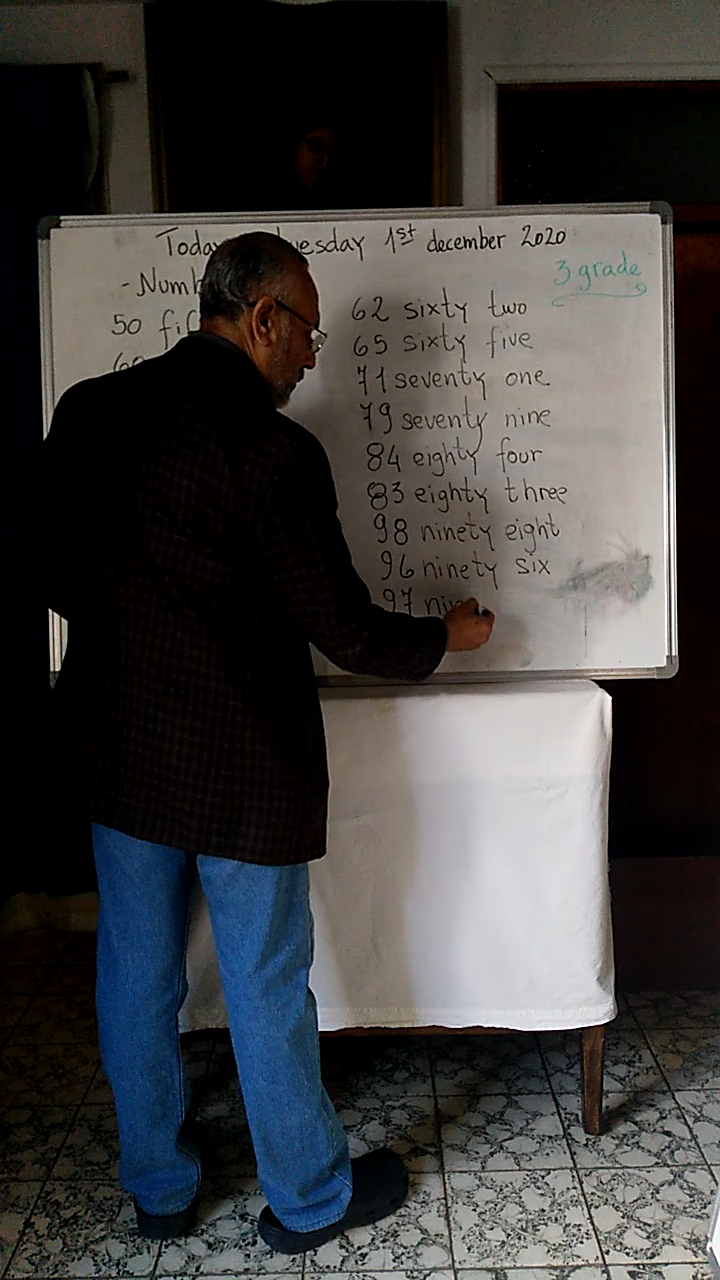 Today
1st december 2020
3 grade
50
62 sixty two
65 sixty five
71 seventy one
79 seventy nine
84 eighty four
83 eighty three
98 ninety eight
96 ninety six
97